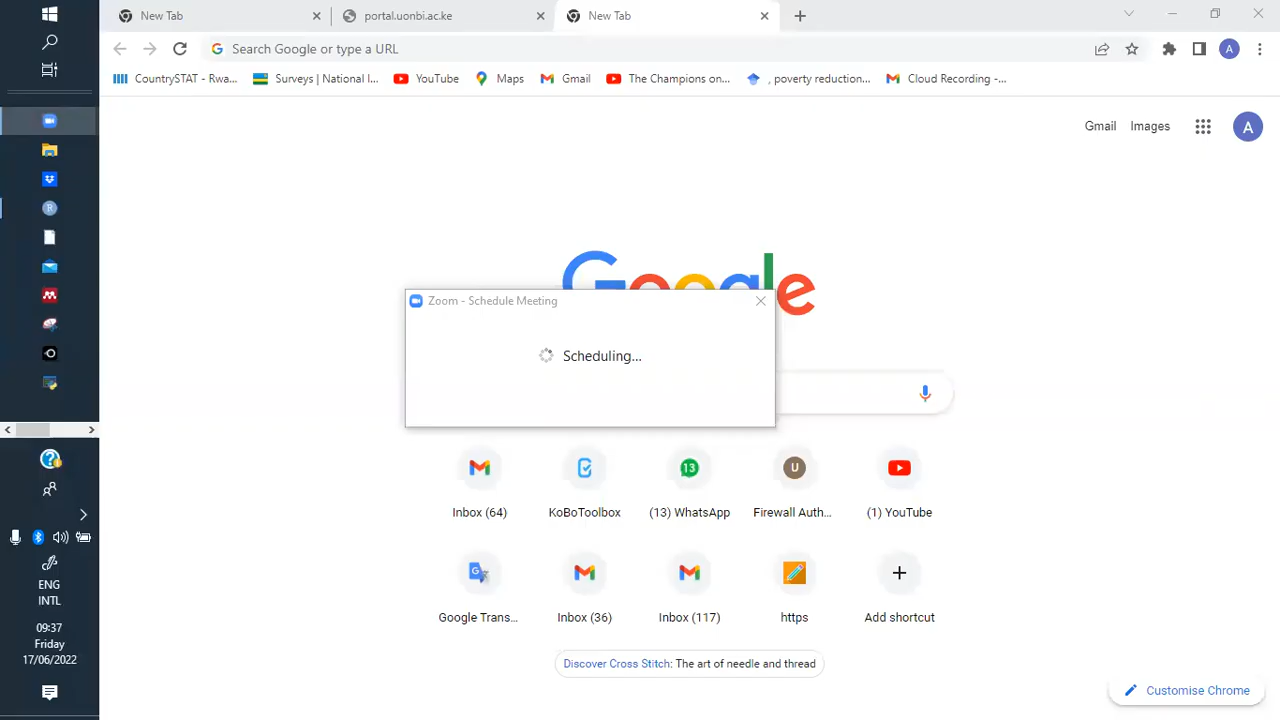 New Tab
portal.uonbi.ac.ke
New Tab
Search Google or type a URL
A
CountrySTAT - Rwa...
Surveys | National I...
YouTube
Maps
Gmail
The Champions on...
, poverty reduction...
Cloud Recording -...
Gmail
Images
A
Google
Zoom - Schedule Meeting
Scheduling...
13
U
Inbox (64)
KoBoToolbox
(13) WhatsApp
Firewall Auth...
(1) YouTube
Google Trans...
Inbox (36)
Inbox (117)
https
Add shortcut
Discover Cross Stitch: The art of needle and thread
Customise Chrome
ENG
INTL
09:37
Friday
17/06/2022